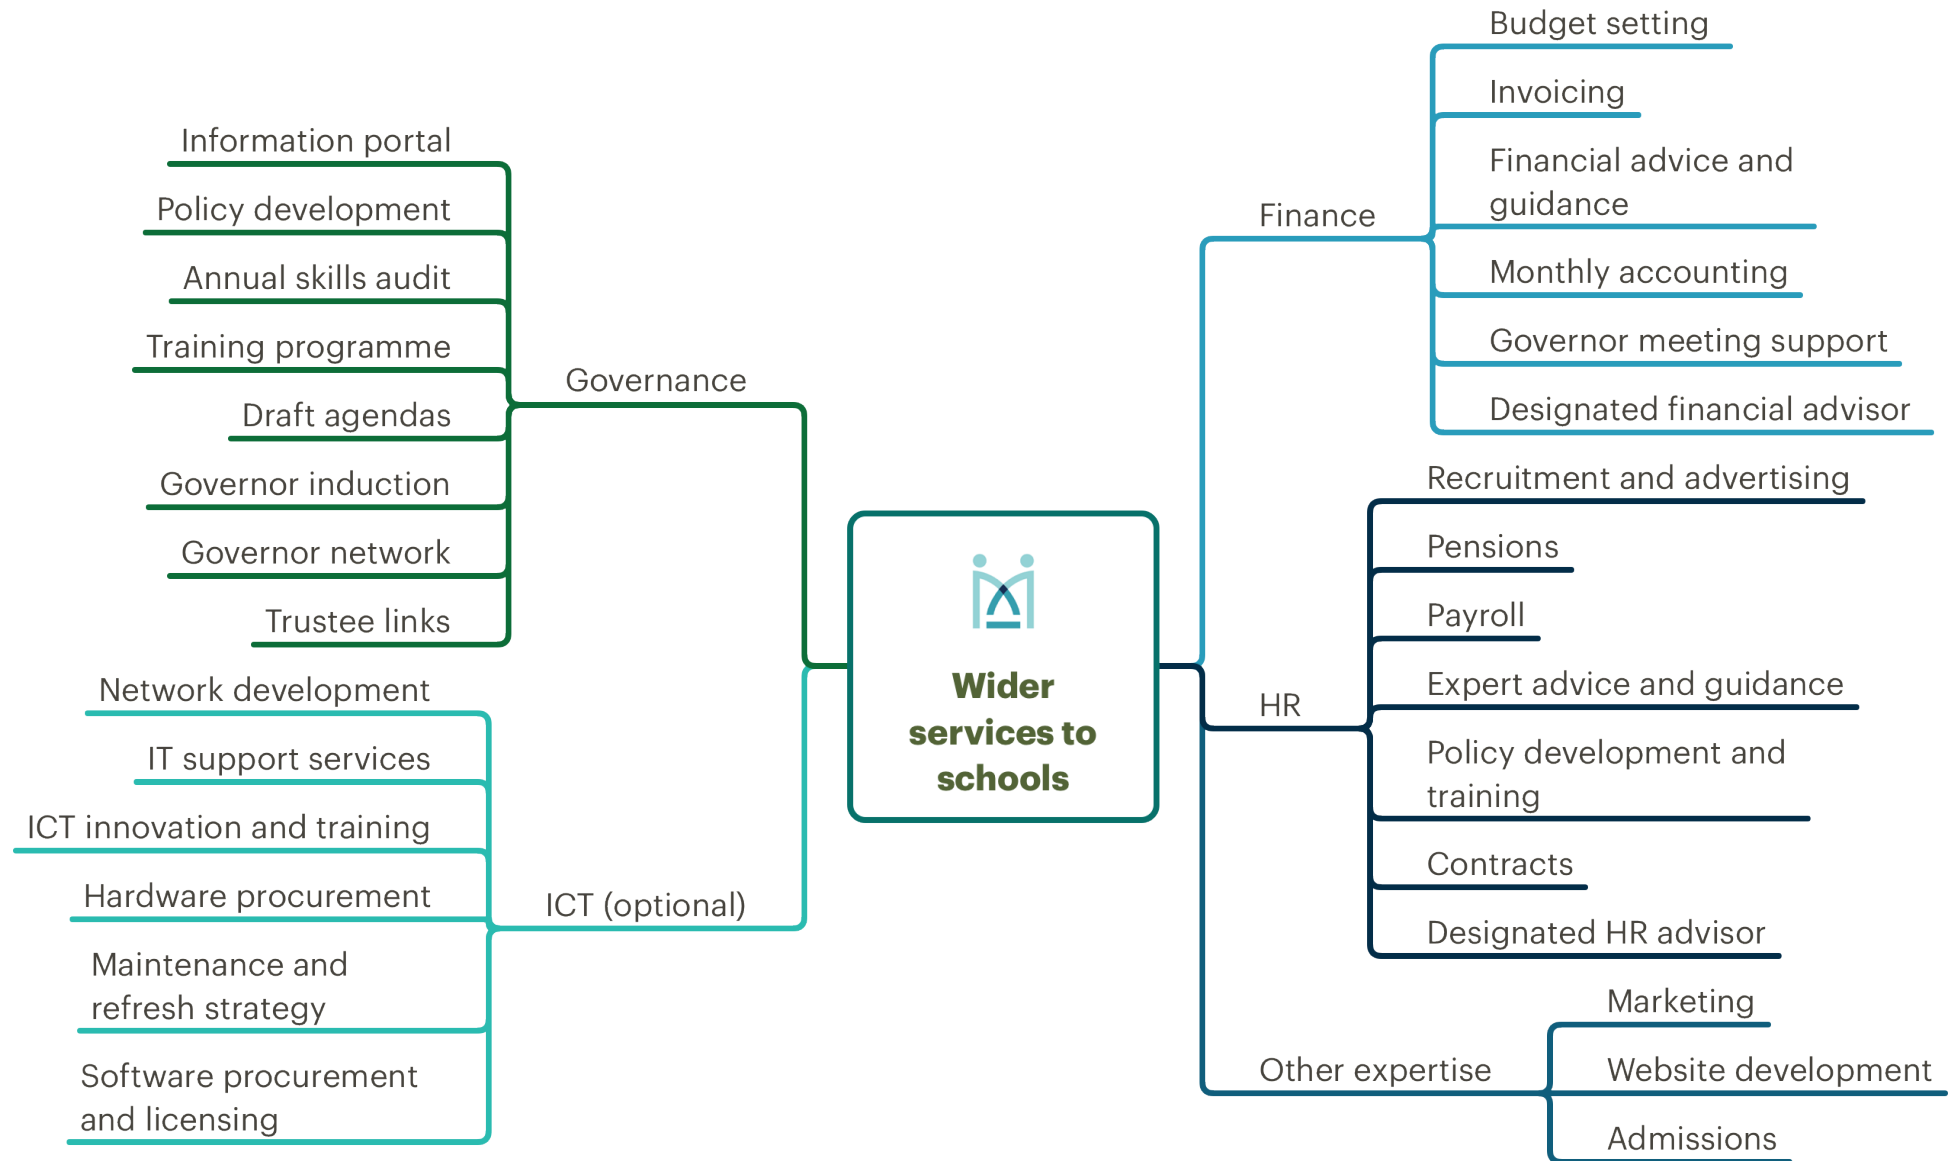 Information portal
Policy development
Annual skills audit
Training programme
Draft agendas
Governor induction
Governor network
Trustee links
Governance
Network development
IT support services
ICT innovation and training
Hardware procurement
Maintenance and
refresh strategy
Software procurement
and licensing
ICT (optional)
Wider
services to
schools
Finance
Budget setting
Invoicing
Financial advice and
guidance
Monthly accounting
Governor meeting support
Designated financial advisor
HR
Recruitment and advertising
Pensions
Payroll
Expert advice and guidance
Policy development and
training
Contracts
Designated HR advisor
Other expertise
Marketing
Website development
Admissions